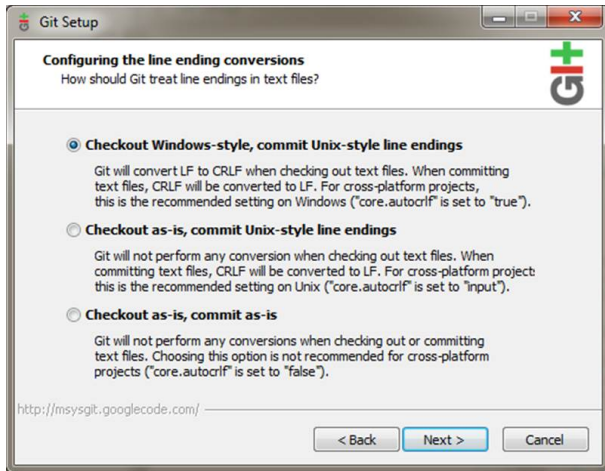 Git Setup
Configuring the line ending conversions
How should Git treat line endings in text files?
Git
Checkout Windows-style, commit Unix-style line endings
Git will convert LF to CRLF when checking out text files. When committing
text files, CRLF will be converted to LF. For cross-platform projects,
this is the recommended setting on Windows ("core.autocrlf" is set to "true").
Checkout as-is, commit Unix-style line endings
Git will not perform any conversion when checking out text files. When
committing text files, CRLF will be converted to LF. For cross-platform project
this is the recommended setting on Unix ("core.autocrlf" is set to "input").
Checkout as-is, commit as-is
Git will not perform any conversions when checking out or committing
text files. Choosing this option is not recommended for cross-platform
projects ("core.autocrlf" is set to "false").
http://msysgit.googlecode.com/
< Back
Next >
Cancel